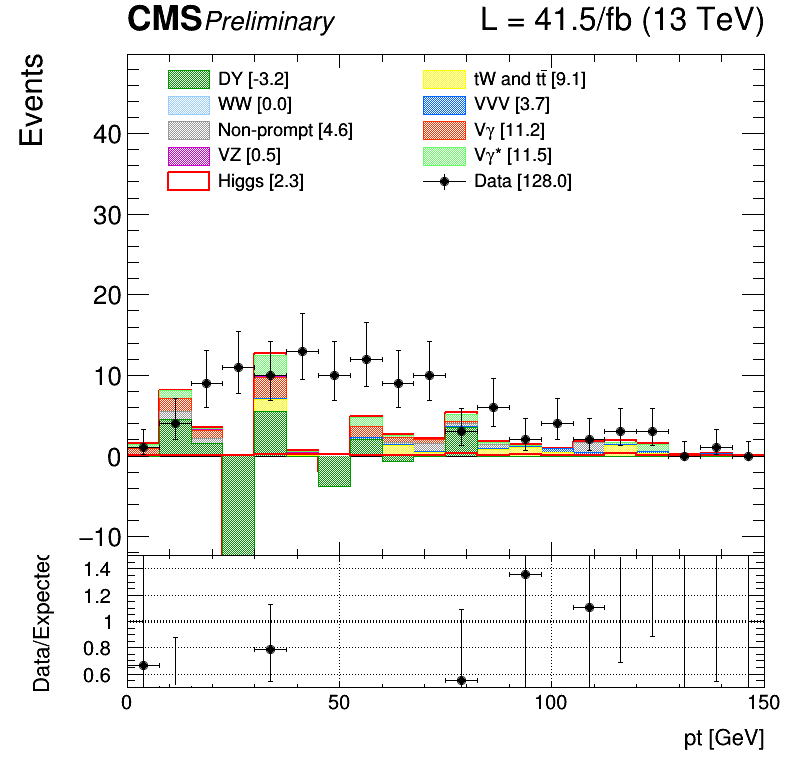 CMS Preliminary L = 41.5/fb (13 TeV)
Events
DY [-3.2]
WW [0.0]
Non-prompt [4.6]
VZ [0.5]
Higgs [2.3]
tW and tt̄ [9.1]
VVV [3.7]
Vγ [11.2]
Vγ* [11.5]
Data [128.0]
40
30
20
10
0
−10
Data/Expected
1.4
1.2
1
0.8
0.6
0 50 100 150
pt [GeV]